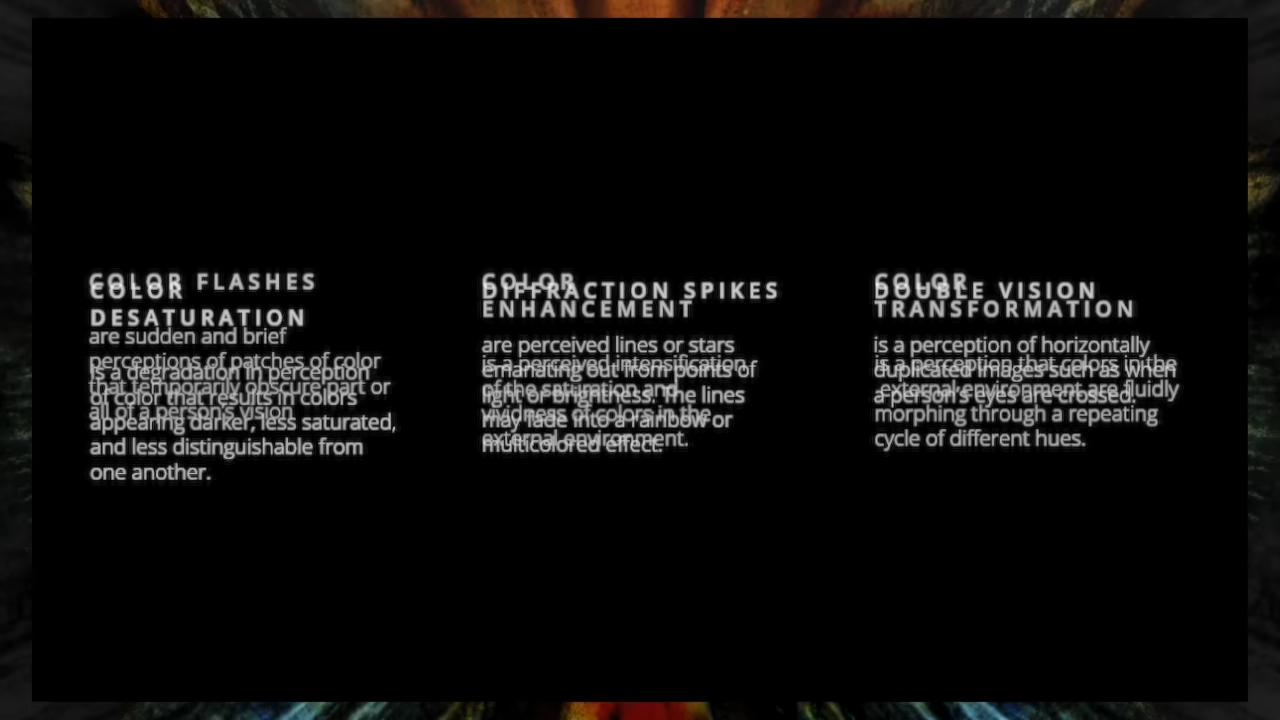 COLOR FLASHES
are sudden and brief
perceptions of patches of color
that temporarily obscure part or
all of a person's vision
COLOR
DESATURATION
is a degradation in perception
of color that results in colors
appearing darker, less saturated,
and less distinguishable from
one another.
COLOR
ENHANCEMENT
is a perceived intensification
of the saturation and
vividness of colors in the
external environment.
DIFFRACTION SPIKES
are perceived lines or stars
emanating out from points of
light or brightness. The lines
may fade into a rainbow or
multicolored effect.
COLOR
TRANSFORMATION
is a perception that colors in the
external environment are fluidly
morphing through a repeating
cycle of different hues.
DOUBLE VISION
is a perception of horizontally
duplicated images such as when
a person's eyes are crossed.